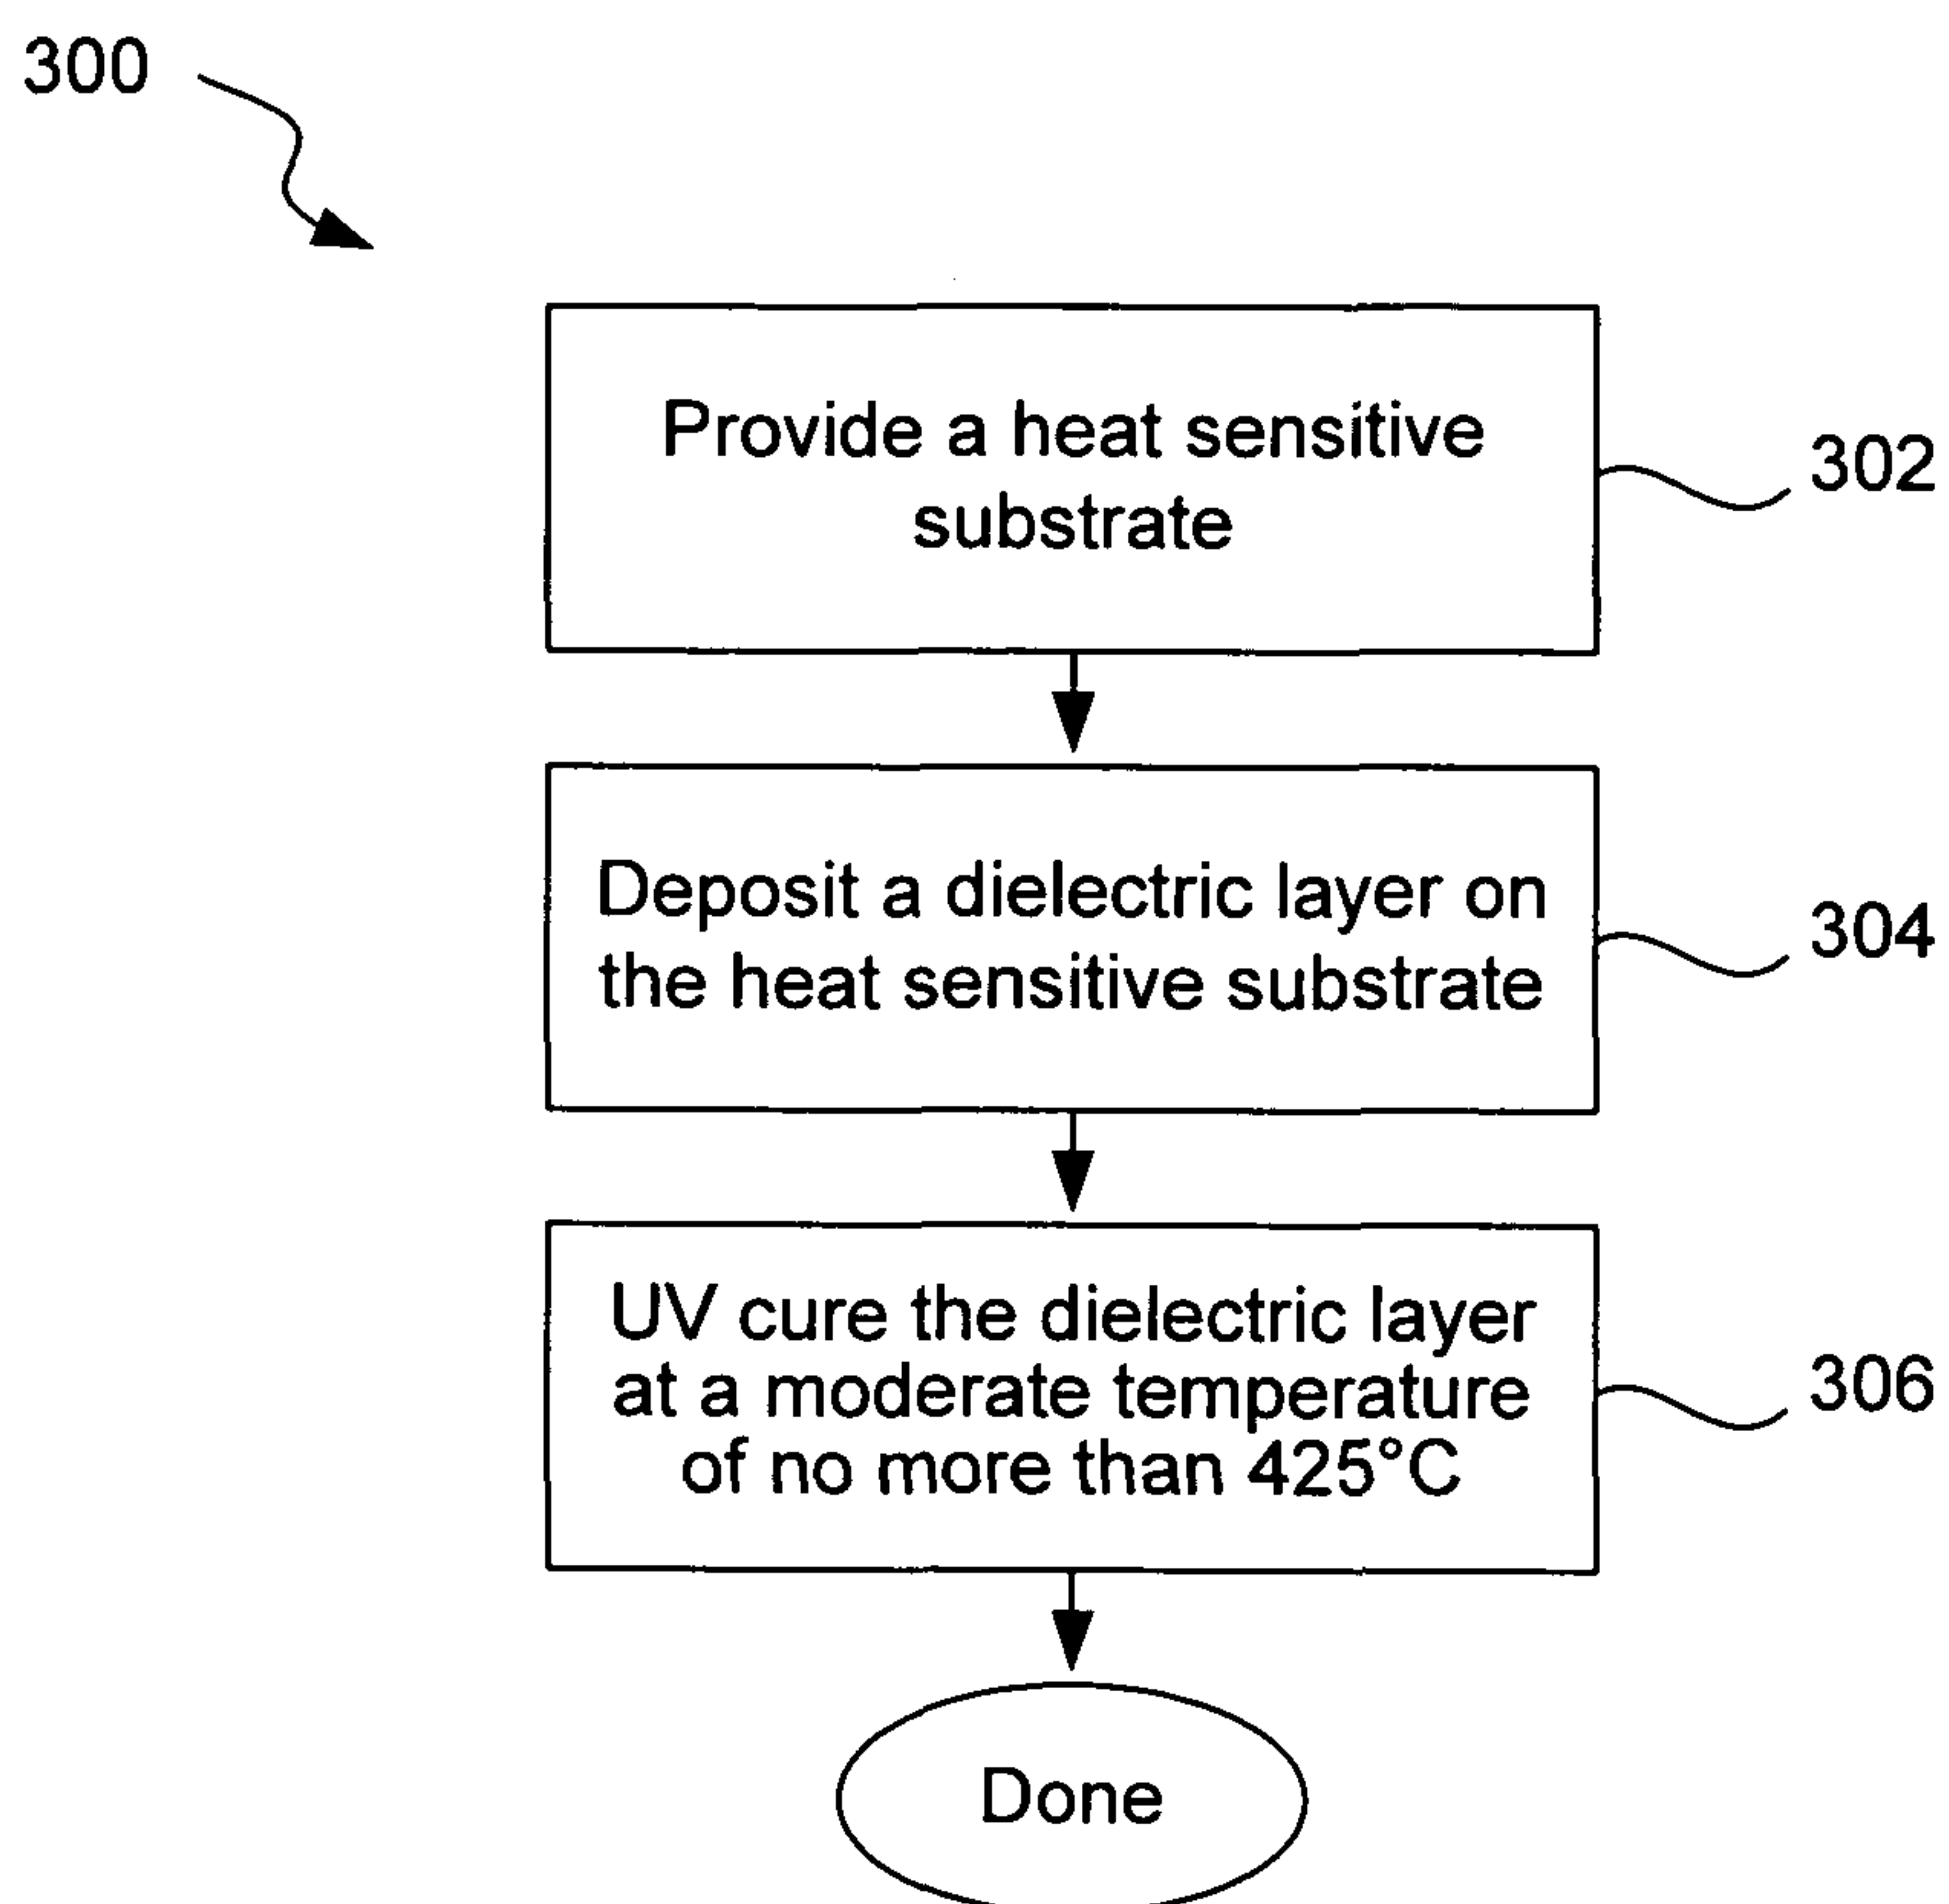 300
Provide a heat sensitive
substrate
302
Deposit a dielectric layer on
the heat sensitive substrate
304
UV cure the dielectric layer
at a moderate temperature
of no more than 425°C
306
Done